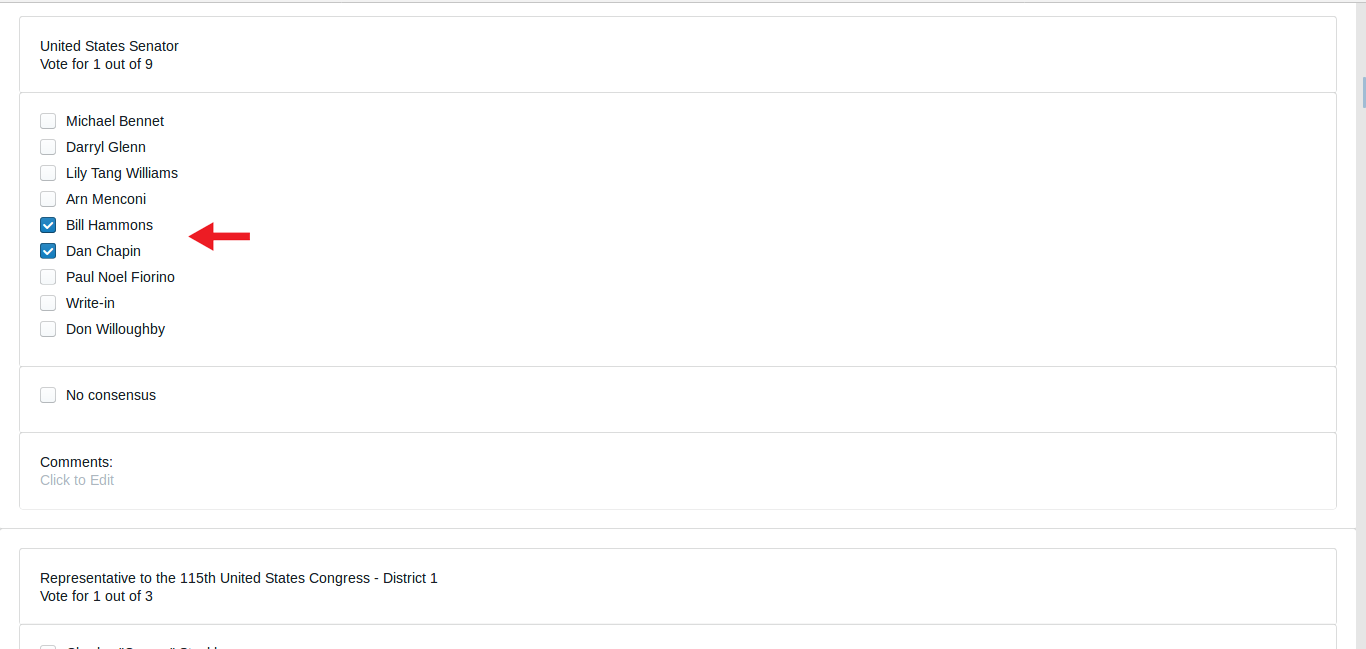 United States Senator
Vote for 1 out of 9
Michael Bennet
Darryl Glenn
Lily Tang Williams
Arn Menconi
Bill Hammons
Dan Chapin
Paul Noel Fiorino
Write-in
Don Willoughby
No consensus
Comments:
Click to Edit
Representative to the 115th United States Congress - District 1
Vote for 1 out of 3